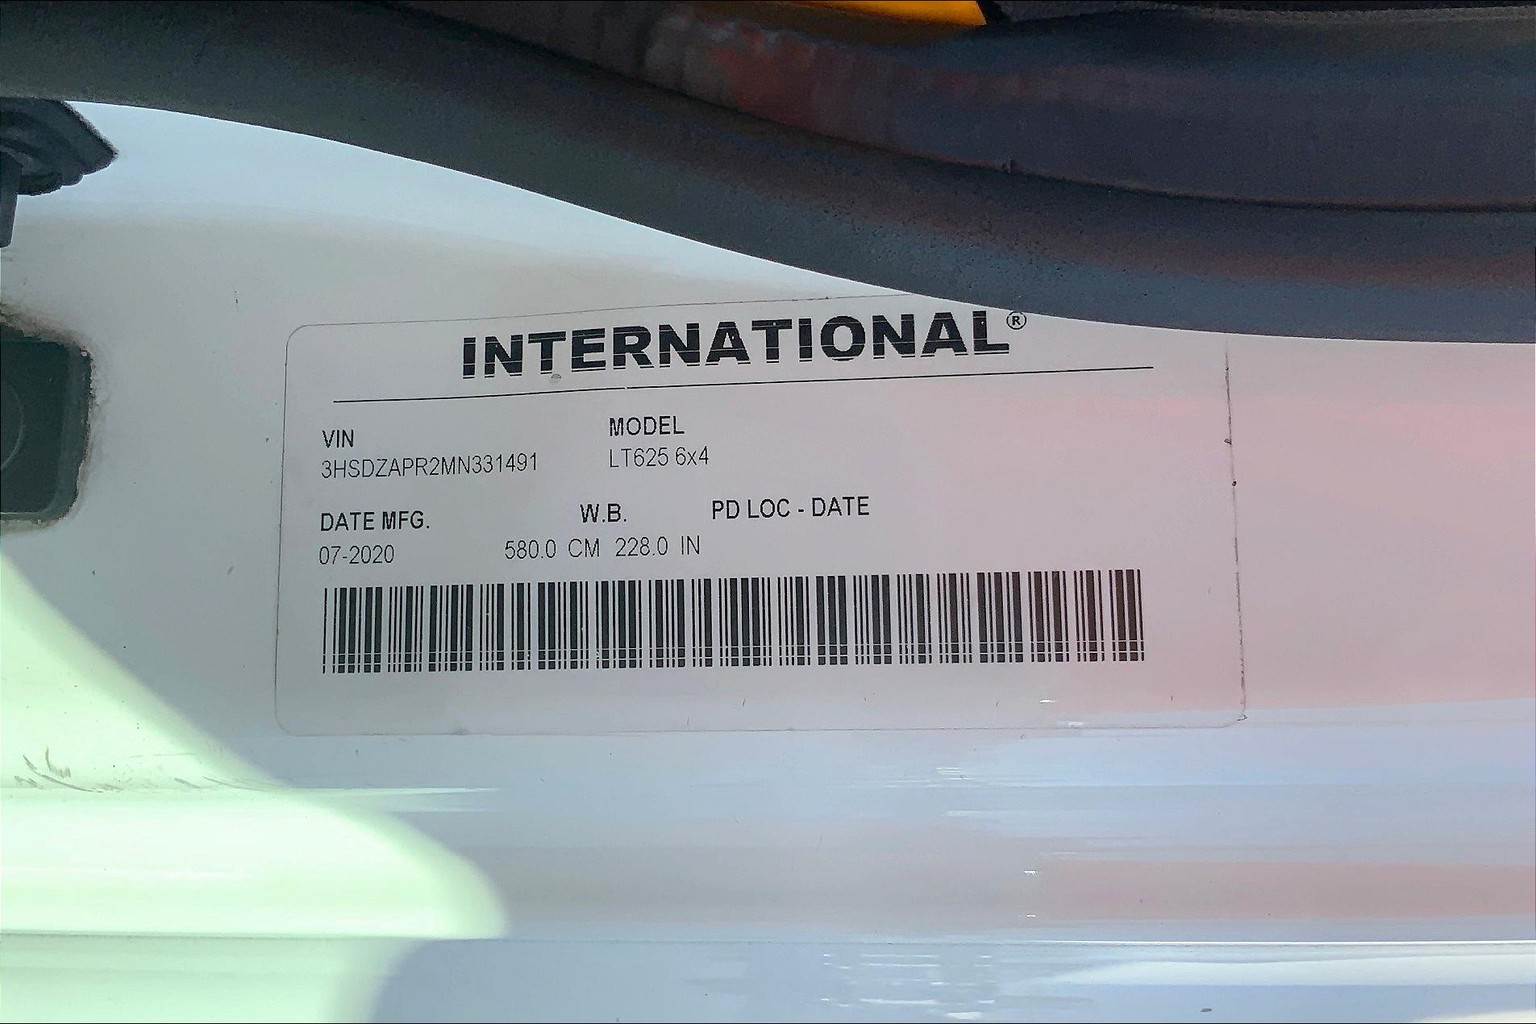 INTERNATIONAL®
VIN MODEL
3HSDZAPR2MN331491 LT625 6x4
DATE MFG. W.B. PD LOC - DATE
07-2020 580.0 CM 228.0 IN